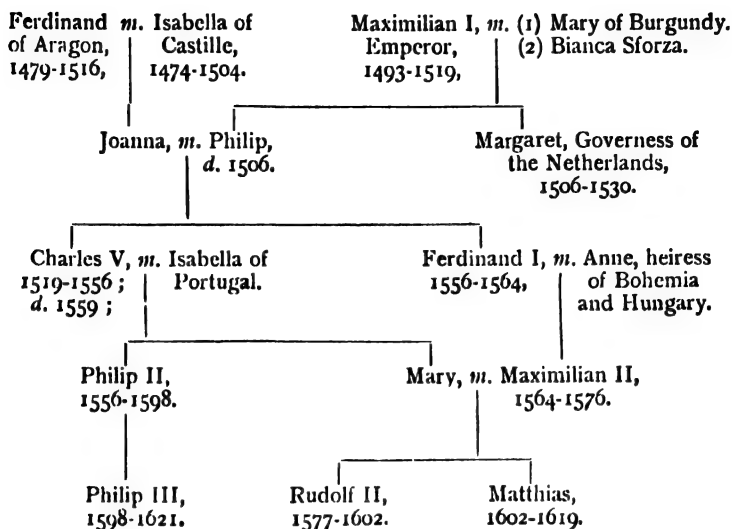 Ferdinand m. Isabella of
of Aragon, Castille,
1479-1516, 1474-1504.
Maximilian I, m. (1) Mary of Burgundy.
Emperor, (2) Bianca Sforza.
1493-1519,
Joanna, m. Philip,
d. 1506.
Margaret, Governess of
the Netherlands,
1506-1530.
Charles V, m. Isabella of
1519-1556; Portugal.
d. 1559;
Ferdinand I, m. Anne, heiress
1556-1564, of Bohemia
and Hungary.
Philip II,
1556-1598.
Mary, m. Maximilian II,
1564-1576.
Philip III,
1598-1621.
Rudolf II,
1577-1602.
Matthias,
1602-1619.